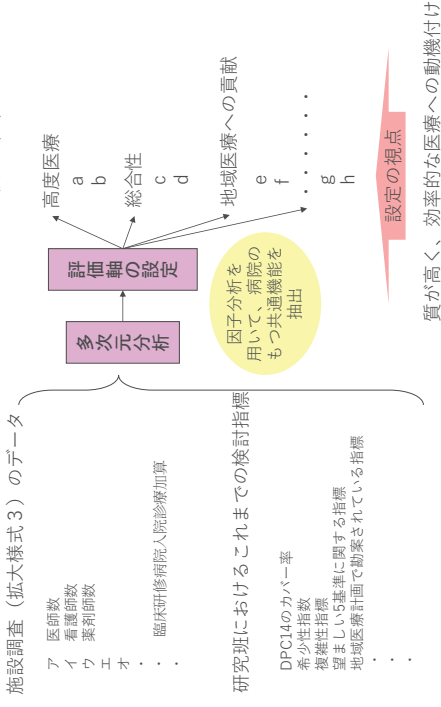 施設調査（拡大様式３）のデータ
ア　医師数
イ　看護師数
ウ　薬剤師数
エ
オ
・
・　臨床研修病院入院診療加算
・
研究班におけるこれまでの検討指標
DPC14のカバー率
希少性指数
複雑性指標
望ましい5基準に関する指標
地域医療計画で勘案されている指標
・
・
・
多次元分析
評価軸の設定
因子分析を
用いて、病院の
もつ共通機能を
抽出
高度医療
a
b
総合性
c
d
地域医療への貢献
e
f
・・・・・・・
g
h
設定の視点
質が高く、効率的な医療への動機付け